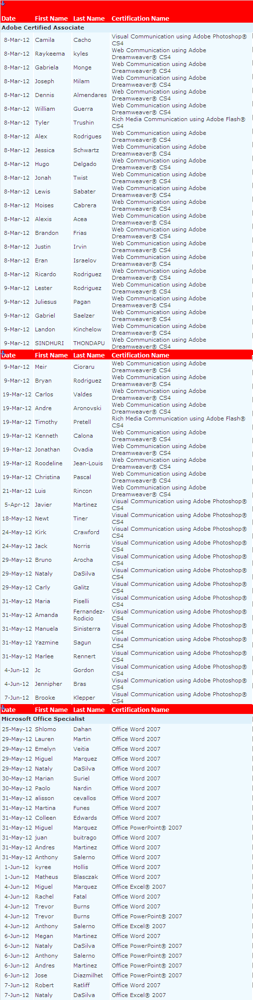 Date First Name Last Name Certification Name
Adobe Certified Associate
8-Mar-12 Camila Cacho Visual Communication using Adobe Photoshop®
CS4
8-Mar-12 Raykeema kyles Web Communication using Adobe
Dreamweaver® CS4
8-Mar-12 Gabriela Monge Web Communication using Adobe
Dreamweaver® CS4
8-Mar-12 Joseph Milam Web Communication using Adobe
Dreamweaver® CS4
8-Mar-12 Dennis Almendares Web Communication using Adobe
Dreamweaver® CS4
8-Mar-12 William Guerra Web Communication using Adobe
Dreamweaver® CS4
8-Mar-12 Tyler Trushin Rich Media Communication using Adobe Flash®
CS4
8-Mar-12 Alex Rodrigues Web Communication using Adobe
Dreamweaver® CS4
8-Mar-12 Jessica Schwartz Web Communication using Adobe
Dreamweaver® CS4
8-Mar-12 Hugo Delgado Web Communication using Adobe
Dreamweaver® CS4
8-Mar-12 Jonah Twist Web Communication using Adobe
Dreamweaver® CS4
8-Mar-12 Lewis Sabater Web Communication using Adobe
Dreamweaver® CS4
8-Mar-12 Moises Cabrera Web Communication using Adobe
Dreamweaver® CS4
8-Mar-12 Alexis Acea Web Communication using Adobe
Dreamweaver® CS4
8-Mar-12 Brandon Frias Web Communication using Adobe
Dreamweaver® CS4
8-Mar-12 Justin Irvin Web Communication using Adobe
Dreamweaver® CS4
8-Mar-12 Eran Israelov Web Communication using Adobe
Dreamweaver® CS4
8-Mar-12 Ricardo Rodriguez Web Communication using Adobe
Dreamweaver® CS4
9-Mar-12 Lester Rodriguez Web Communication using Adobe
Dreamweaver® CS4
9-Mar-12 Juliesus Pagan Web Communication using Adobe
Dreamweaver® CS4
9-Mar-12 Gabriel Saelzer Web Communication using Adobe
Dreamweaver® CS4
9-Mar-12 Landon Kinchelow Web Communication using Adobe
Dreamweaver® CS4
9-Mar-12 SINDHURI THONDAPU Web Communication using Adobe
Dreamweaver® CS4
Date First Name Last Name Certification Name
9-Mar-12 Meir Cioraru Web Communication using Adobe
Dreamweaver® CS4
9-Mar-12 Bryan Rodriguez Web Communication using Adobe
Dreamweaver® CS4
19-Mar-12 Carlos Valdes Web Communication using Adobe
Dreamweaver® CS4
19-Mar-12 Andre Aronovski Web Communication using Adobe
Dreamweaver® CS4
19-Mar-12 Timothy Pretell Rich Media Communication using Adobe Flash®
CS4
19-Mar-12 Kenneth Calona Web Communication using Adobe
Dreamweaver® CS4
19-Mar-12 Jonathan Ovadia Web Communication using Adobe
Dreamweaver® CS4
19-Mar-12 Roodeline Jean-Louis Web Communication using Adobe
Dreamweaver® CS4
19-Mar-12 Christina Pascal Web Communication using Adobe
Dreamweaver® CS4
21-Mar-12 Luis Rincon Web Communication using Adobe
Dreamweaver® CS4
5-Apr-12 Javier Martinez Visual Communication using Adobe Photoshop®
CS4
18-May-12 Newt Tiner Visual Communication using Adobe Photoshop®
CS4
24-May-12 Kirk Crawford Visual Communication using Adobe Photoshop®
CS4
24-May-12 Jack Norris Visual Communication using Adobe Photoshop®
CS4
29-May-12 Bruno Arocha Visual Communication using Adobe Photoshop®
CS4
29-May-12 Nataly DaSilva Visual Communication using Adobe Photoshop®
CS4
29-May-12 Carly Galitz Visual Communication using Adobe Photoshop®
CS4
31-May-12 Maria Piselli Visual Communication using Adobe Photoshop®
CS4
31-May-12 Amanda Fernandez- Visual Communication using Adobe Photoshop®
Rodicio CS4
31-May-12 Manuela Sinisterra Visual Communication using Adobe Photoshop®
CS4
31-May-12 Yazmine Sagun Visual Communication using Adobe Photoshop®
CS4
31-May-12 Marlee Rennert Visual Communication using Adobe Photoshop®
CS4
4-Jun-12 Jc Gordon Visual Communication using Adobe Photoshop®
CS4
4-Jun-12 Jennipher Bras Visual Communication using Adobe Photoshop®
CS4
7-Jun-12 Brooke Klepper Visual Communication using Adobe Photoshop®
CS4
Date First Name Last Name Certification Name
Microsoft Office Specialist
25-May-12 Shlomo Dahan Office Word 2007
29-May-12 Lauren Martin Office Word 2007
29-May-12 Emelyn Veitia Office Word 2007
29-May-12 Miguel Marquez Office Word 2007
29-May-12 Nataly DaSilva Office Word 2007
30-May-12 Marian Suriel Office Word 2007
30-May-12 Paolo Nardin Office Word 2007
31-May-12 alisson cevallos Office Word 2007
31-May-12 Martina Funes Office Word 2007
31-May-12 Colleen Edwards Office Word 2007
31-May-12 Miguel Marquez Office PowerPoint® 2007
31-May-12 juan buitrago Office Word 2007
31-May-12 Andres Martinez Office Word 2007
31-May-12 Anthony Salerno Office Word 2007
1-Jun-12 kyree Hollis Office Word 2007
1-Jun-12 Matheus Blasczak Office Word 2007
4-Jun-12 Miguel Marquez Office Excel® 2007
4-Jun-12 Rachel Fatal Office Word 2007
4-Jun-12 Trevor Burns Office Word 2007
4-Jun-12 Trevor Burns Office PowerPoint® 2007
4-Jun-12 Anthony Salerno Office Excel® 2007
6-Jun-12 Megan Martinez Office Word 2007
6-Jun-12 Nataly DaSilva Office PowerPoint® 2007
6-Jun-12 Anthony Salerno Office PowerPoint® 2007
6-Jun-12 Andres Martinez Office PowerPoint® 2007
6-Jun-12 Jose Diazmilhet Office PowerPoint® 2007
7-Jun-12 Robert Ratliff Office Word 2007
7-Jun-12 Nataly DaSilva Office Excel® 2007